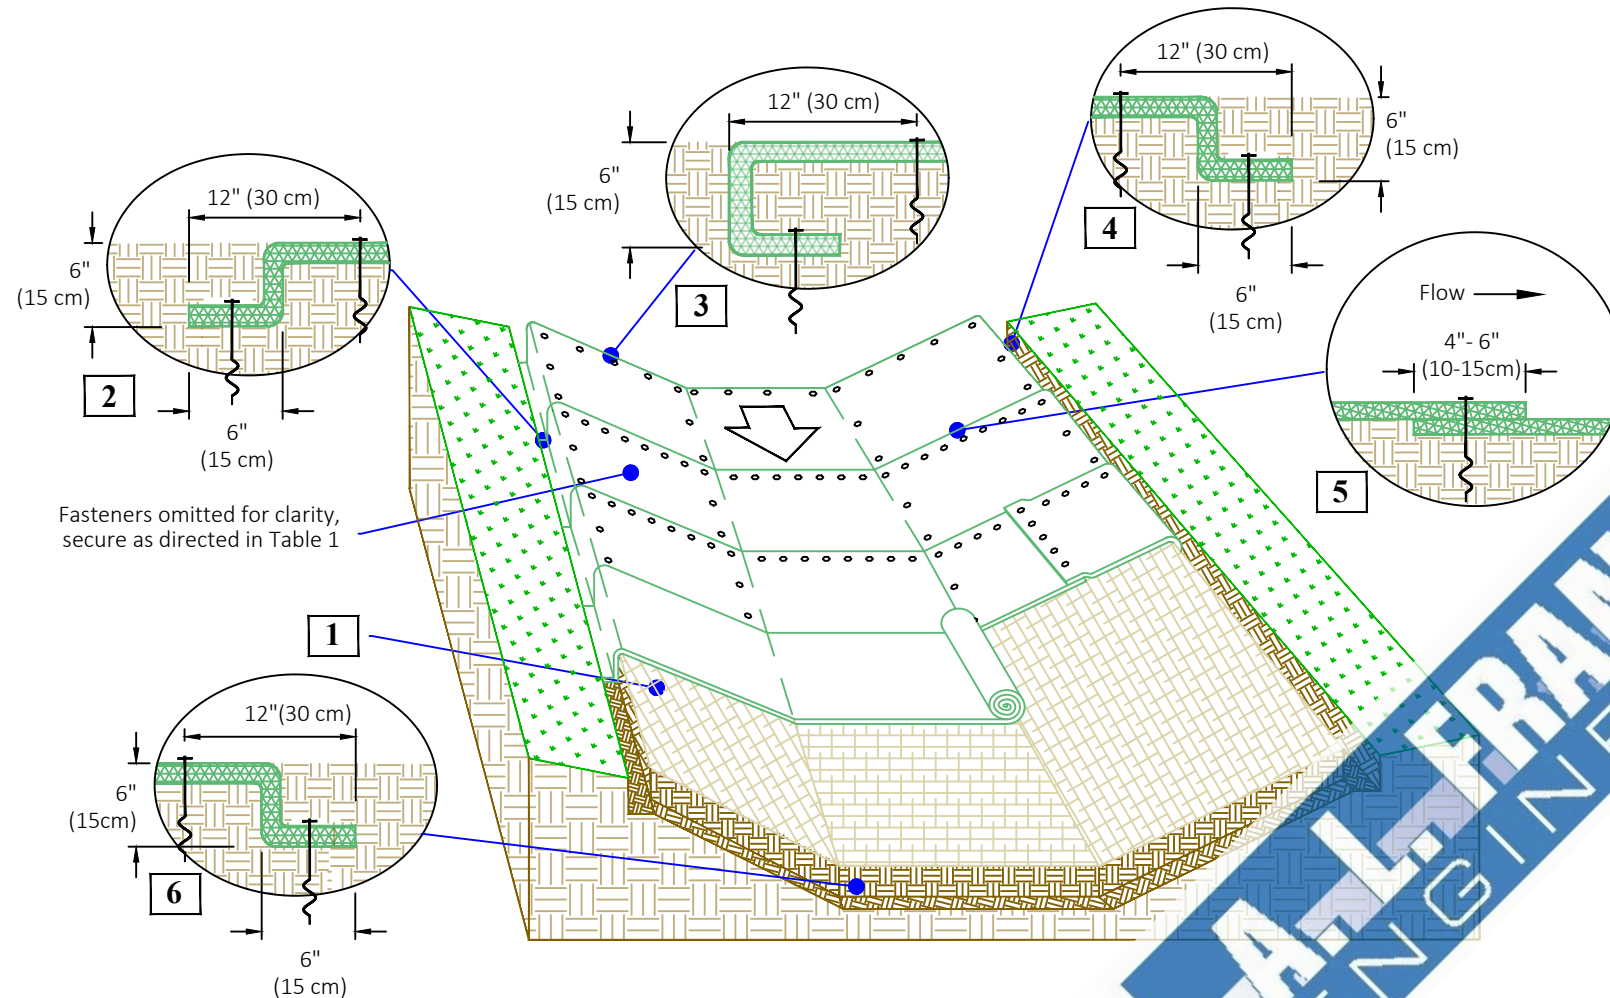 12" (30 cm)
6"
(15 cm)
4
6"
(15 cm)
12" (30 cm)
6"
(15 cm)
3
12" (30 cm)
6"
(15 cm)
2
6"
(15 cm)
Flow
4"- 6"
(10-15cm)
5
Fasteners omitted for clarity,
secure as directed in Table 1
1
12"(30 cm)
6"
(15cm)
6
6"
(15 cm)